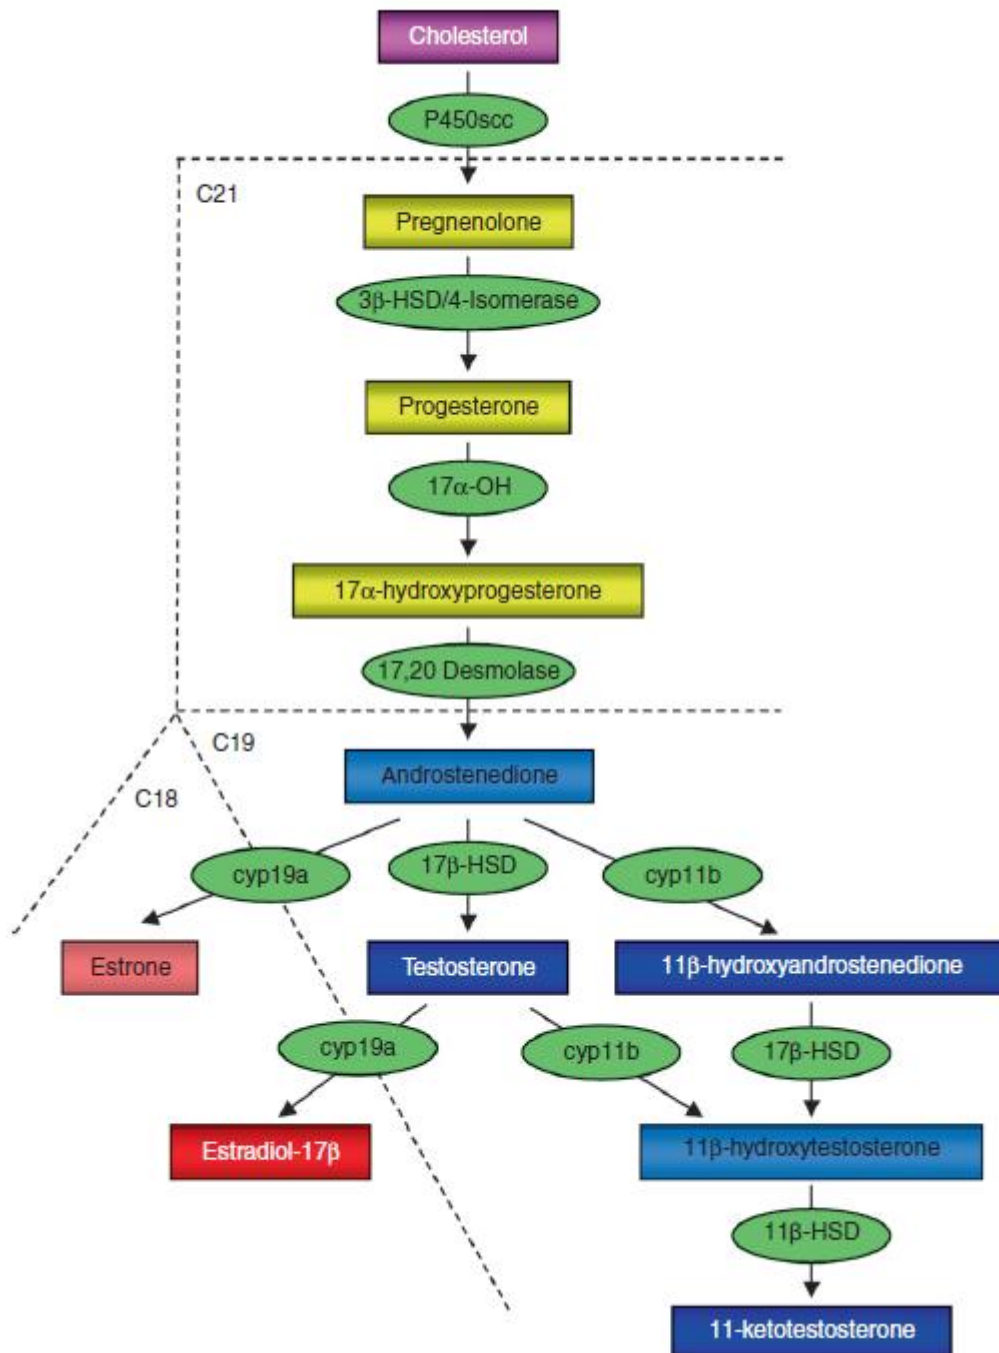 Cholesterol
P450scc
C21
Pregnenolone
3β-HSD/4-Isomerase
Progesterone
17α-OH
17α-hydroxyprogesterone
17,20 Desmolase
C19
Androstenedione
C18
cyp19a
17β-HSD
cyp11b
Estrone
Testosterone
11β-hydroxyandrostenedione
cyp19a
cyp11b
17β-HSD
Estradiol-17β
11β-hydroxytestosterone
11β-HSD
11-ketotestosterone